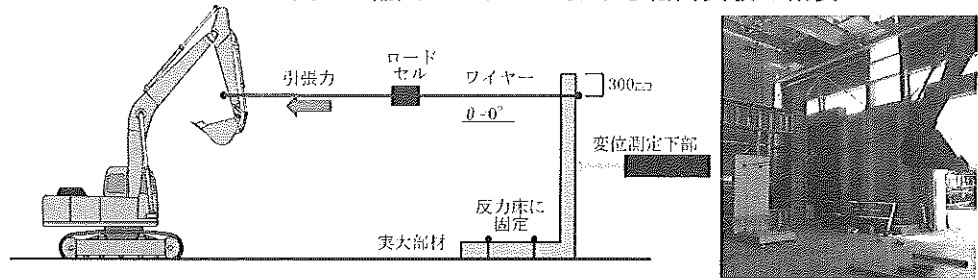 引張力
ロード
セル
ワイヤー
300mm
θ=0°
変位測定下部
反力床に
固定
実大部材